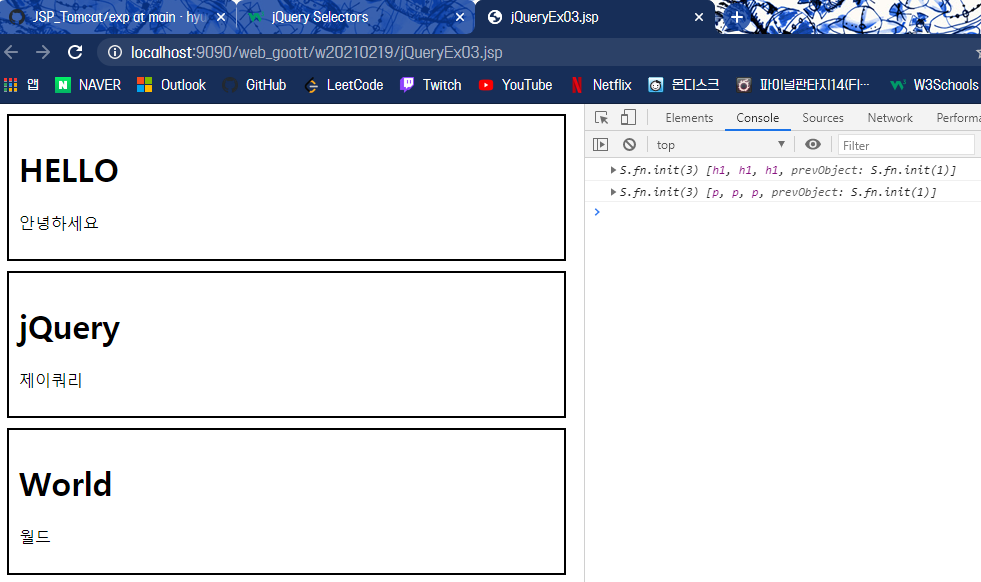 JSP_Tomcat/exp at main · hyu
jQuery Selectors
jQueryEx03.jsp
localhost:9090/web_goott/w20210219/jQueryEx03.jsp
앱 NAVER Outlook GitHub LeetCode Twitch YouTube Netflix 온디스크 파이널판타지14(FI… W3Schools
HELLO
안녕하세요
jQuery
제이쿼리
World
월드
Elements Console Sources Network Performa
top Filter
S.fn.init(3) [h1, h1, h1, prevObject: S.fn.init(1)]
S.fn.init(3) [p, p, p, prevObject: S.fn.init(1)]